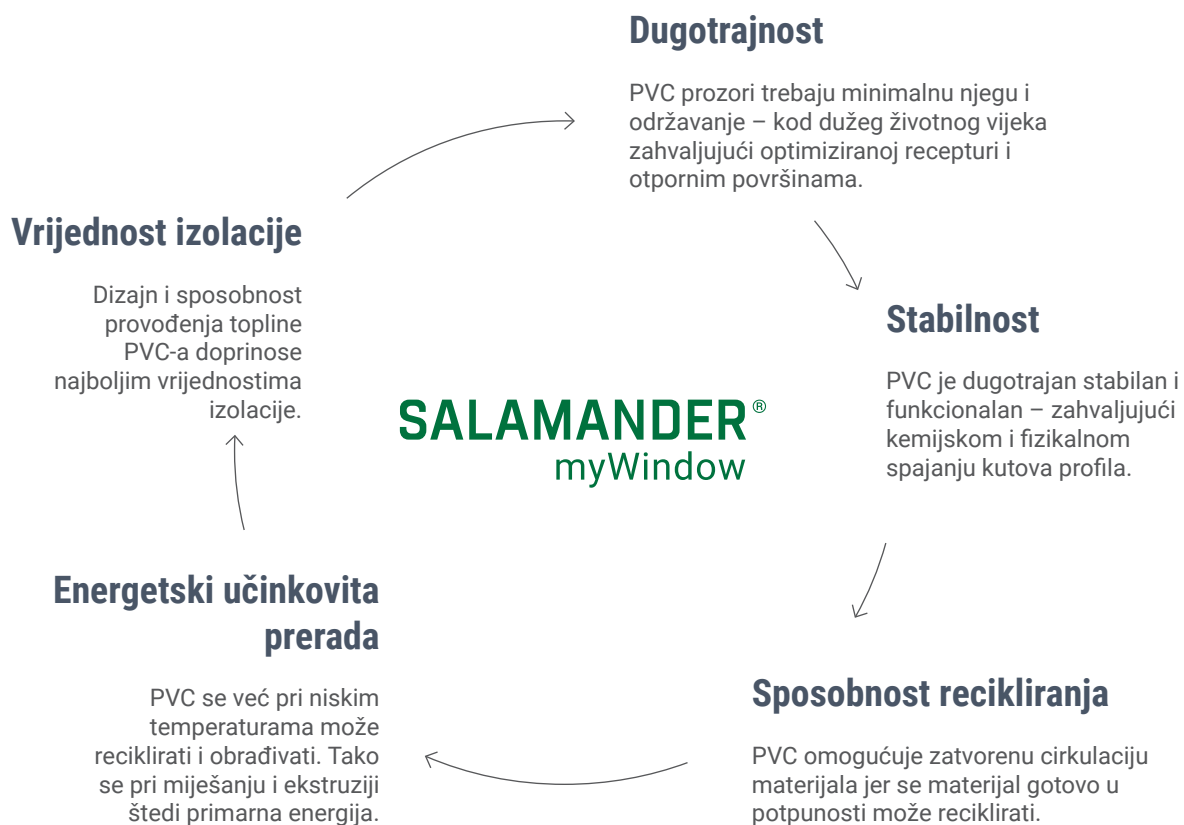 Dugotrajnost
PVC prozori trebaju minimalnu njegu i
održavanje – kod dužeg životnog vijeka
zahvaljujući optimiziranoj recepturi i
otpornim površinama.
Stabilnost
PVC je dugotrajan stabilan i
funkcionalan – zahvaljujući
kemijskom i fizikalnom
spajanju kutova profila.
Sposobnost recikliranja
PVC omogućuje zatvorenu cirkulaciju
materijala jer se materijal gotovo u
potpunosti može reciklirati.
Energetski učinkovita
prerada
PVC se već pri niskim
temperaturama može
reciklirati i obrađivati. Tako
se pri miješanju i ekstruziji
štedi primarna energija.
Vrijednost izolacije
Dizajn i sposobnost
provođenja topline
PVC-a doprinose
najboljim vrijednostima
izolacije.
SALAMANDER®
myWindow